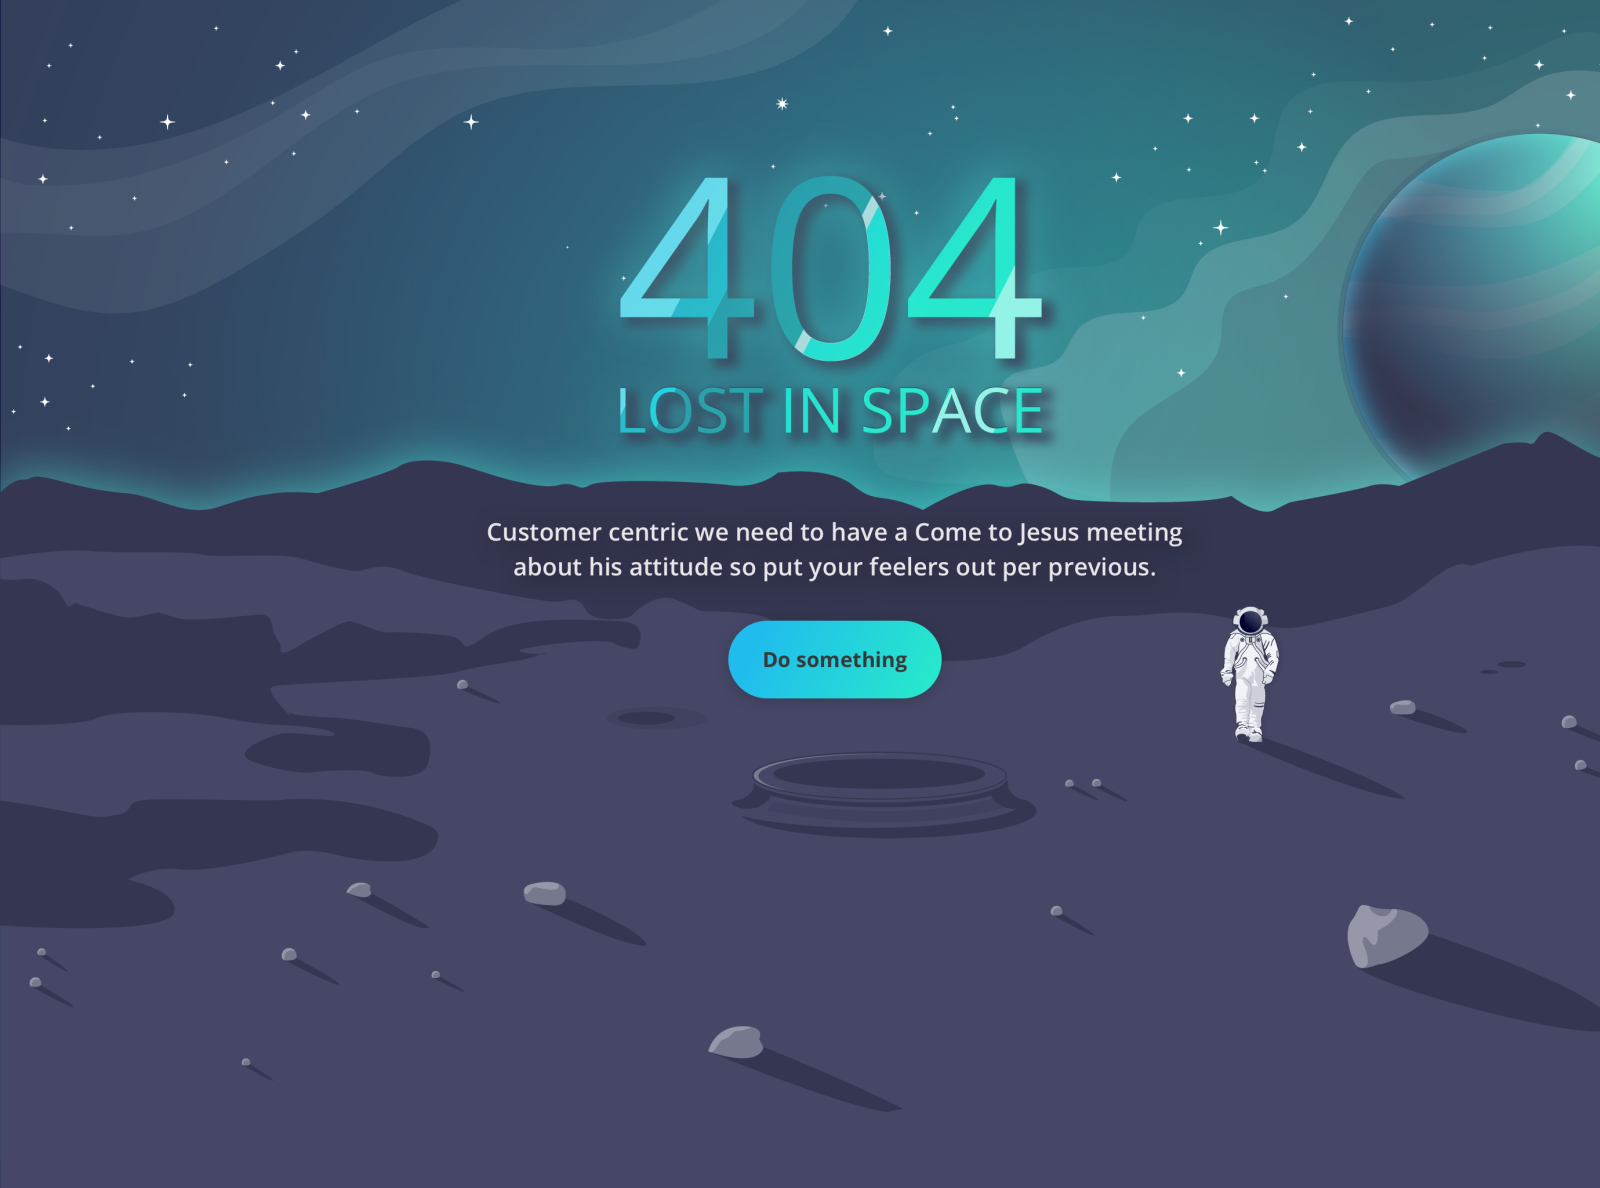 404
LOST IN SPACE
Customer centric we need to have a Come to Jesus meeting
about his attitude so put your feelers out per previous.
Do something